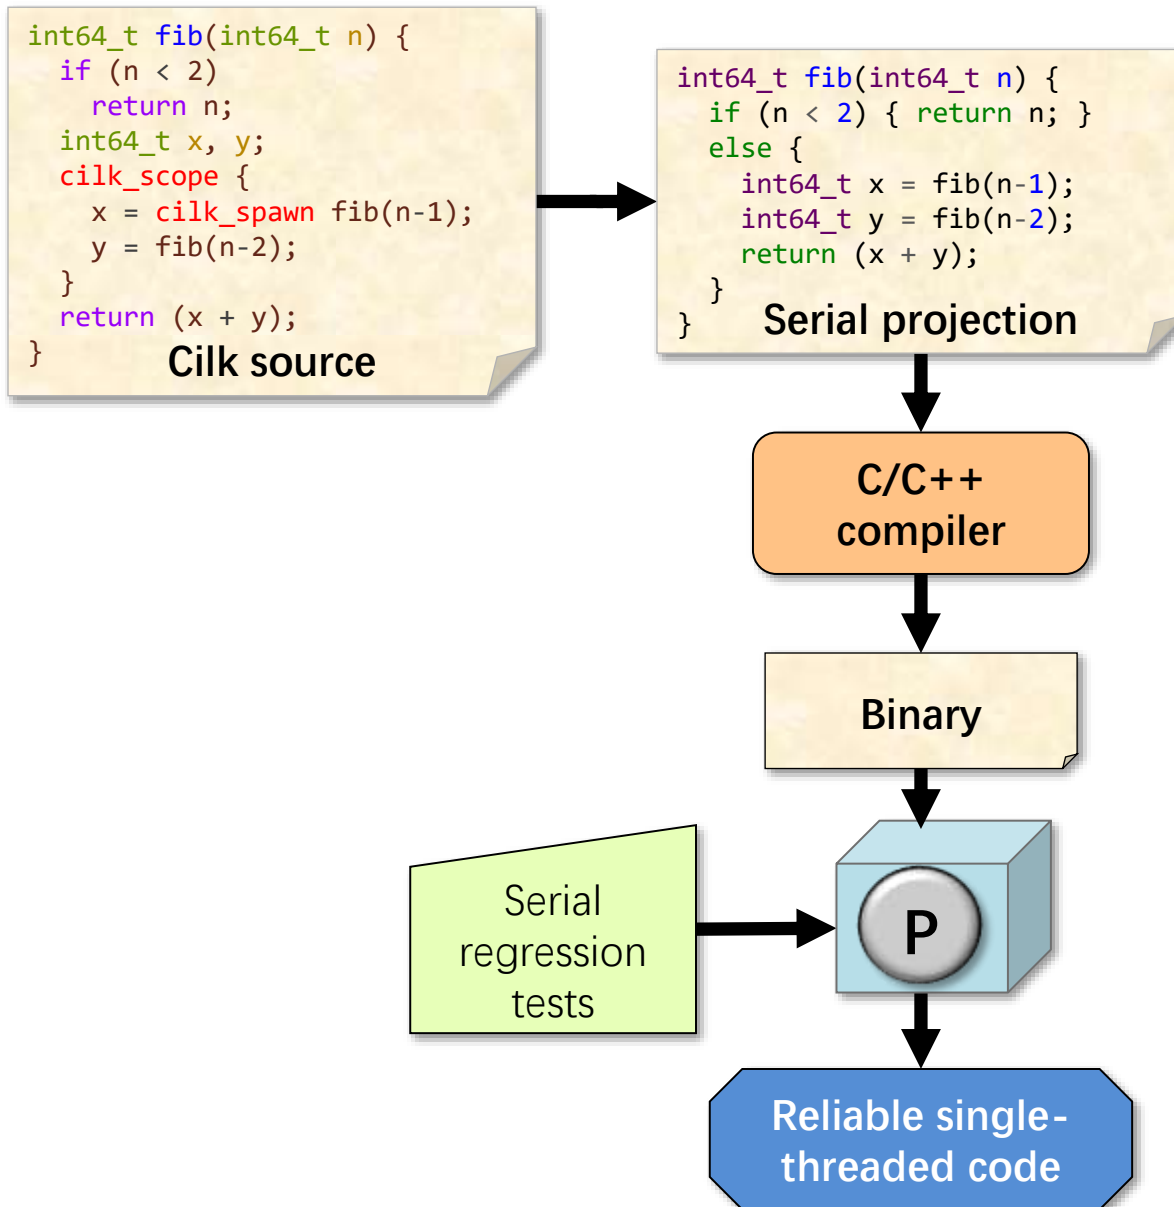 int64_t fib(int64_t n) {
  if (n < 2)
    return n;
  int64_t x, y;
  cilk_scope {
    x = cilk_spawn fib(n-1);
    y = fib(n-2);
  }
  return (x + y);
}
Cilk source
int64_t fib(int64_t n) {
  if (n < 2) { return n; }
  else {
    int64_t x = fib(n-1);
    int64_t y = fib(n-2);
    return (x + y);
  }
}
Serial projection
C/C++
compiler
Binary
Serial
regression
tests
P
Reliable single-
threaded code